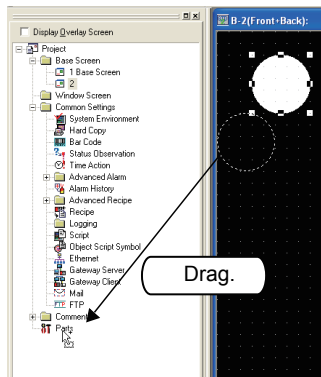 Display Overlay Screen
Project
Base Screen
1 Base Screen
2
Window Screen
Common Settings
System Environment
Hard Copy
Bar Code
Status Observation
Time Action
Advanced Alarm
Alarm History
Advanced Recipe
Recipe
Logging
Script
Object Script Symbol
Ethernet
Gateway Server
Gateway Client
Mail
FTP
Comment
Parts
B-2(Front+Back):
Drag.